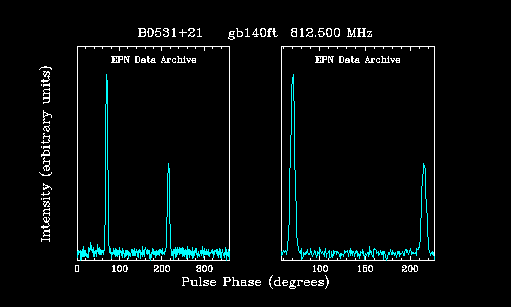 B0531+21 gb140ft 812.500 MHz
EPN Data Archive EPN Data Archive
Intensity (arbitrary units)
0 100 200 300 100 200
Pulse Phase (degrees)